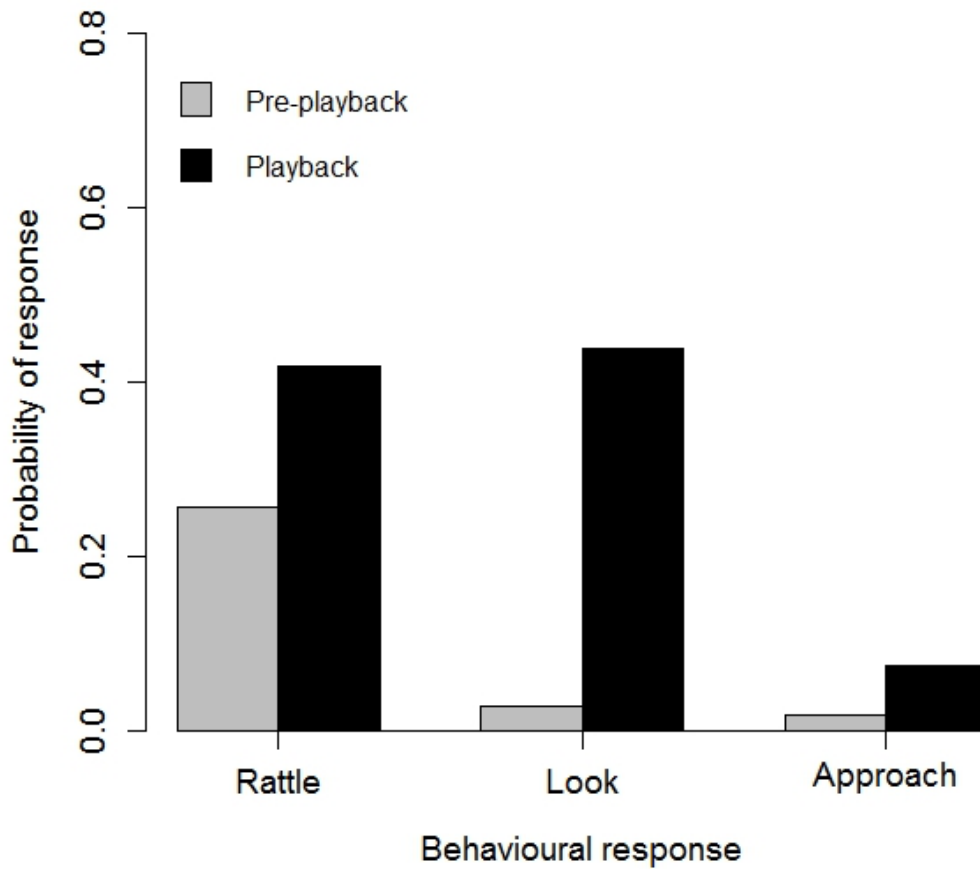 0.8
0.6
0.4
0.2
0.0
Probability of response
Pre-playback
Playback
Rattle
Look
Approach
Behavioural response